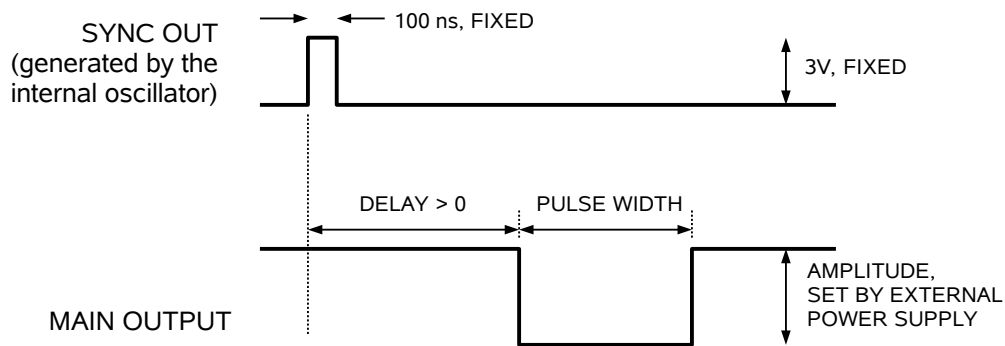 100 ns, FIXED
SYNC OUT
(generated by the
internal oscillator)
3V, FIXED
DELAY > 0
PULSE WIDTH
AMPLITUDE,
SET BY EXTERNAL
POWER SUPPLY
MAIN OUTPUT